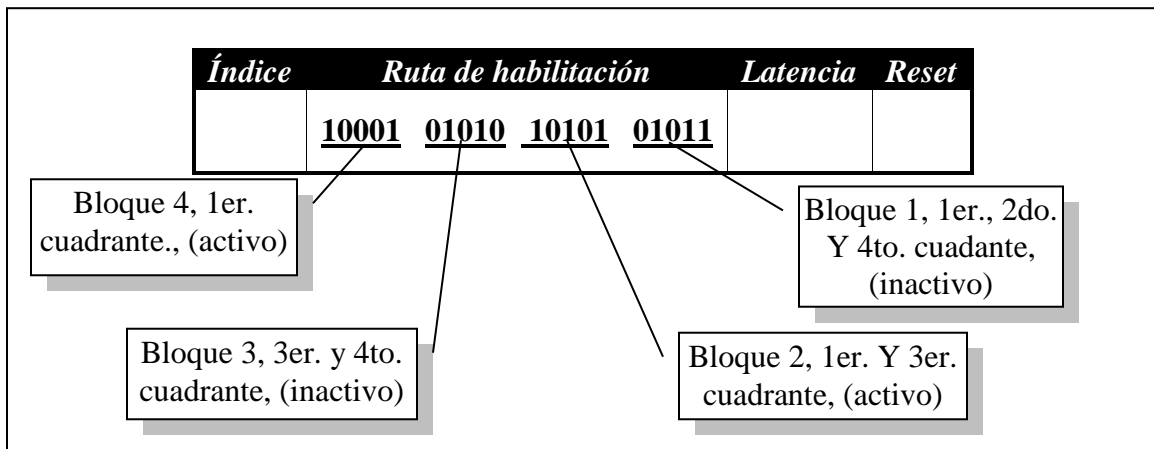 Índice Ruta de habilitación Latencia Reset
10001 01010 10101 01011
Bloque 4, 1er.
cuadrante., (activo)
Bloque 1, 1er., 2do.
Y 4to. cuadante,
(inactivo)
Bloque 3, 3er. y 4to.
cuadrante, (inactivo)
Bloque 2, 1er. Y 3er.
cuadrante, (activo)